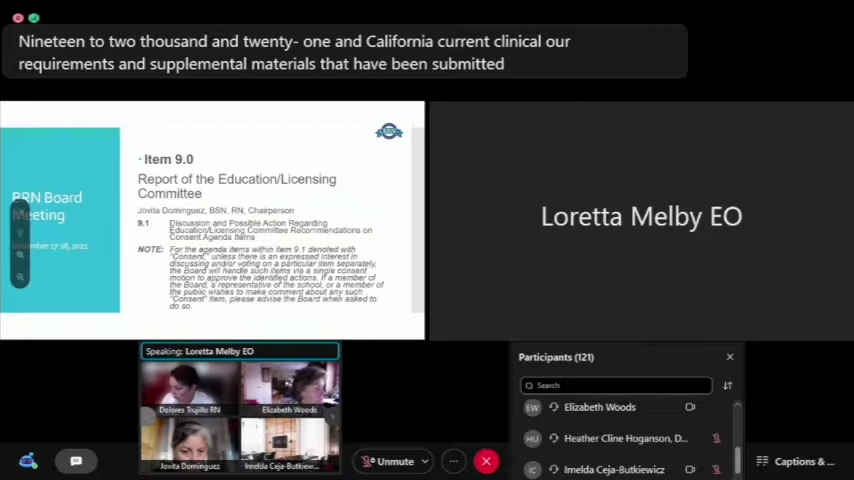 Nineteen to two thousand and twenty- one and California current clinical our
requirements and supplemental materials that have been submitted
BRN Board
Meeting
17-18, 2021
·Item 9.0
Report of the Education/Licensing
Committee
Jovita Dominguez, BSN, RN, Chairperson
9.1 Discussion and Possible Action Regarding
Education/Licensing Committee Recommendations on
Consent Agenda Items
NOTE: For the agenda items within item 9.1 denoted with
"Consent," unless there is an expressed interest in
discussing and/or voting on a particular item separately,
the Board will handle such items via a single consent
motion to approve the identified actions. If a member of
the Board, a representative of the school, or a member of
the public wishes to make comment about any such
"Consent" item, please advise the Board when asked to
do so.
Loretta Melby EO
Speaking: Loretta Melby EO
Dolores Trujillo RN
Elizabeth Woods
Jovita Dominguez
Imelda Ceja-Butkiew...
Participants (121)
Search
EW Elizabeth Woods
HU Heather Cline Hoganson, D...
IC Imelda Ceja-Butkiewicz
Unmute
Captions & ...